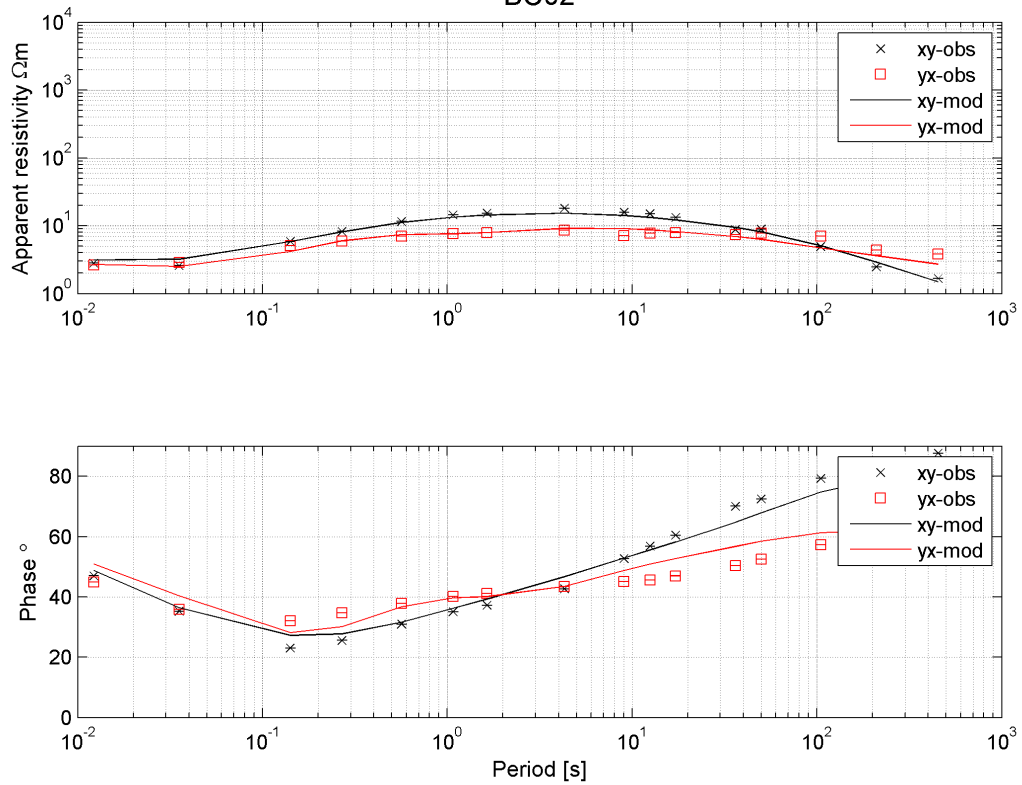 10^4
10^3
10^2
10^1
10^0
Apparent resistivity Ωm
xy-obs
yx-obs
xy-mod
yx-mod
10^-2 10^-1 10^0 10^1 10^2 10^3
80
60
40
20
0
Phase °
xy-obs
yx-obs
xy-mod
yx-mod
10^-2 10^-1 10^0 10^1 10^2 10^3
Period [s]